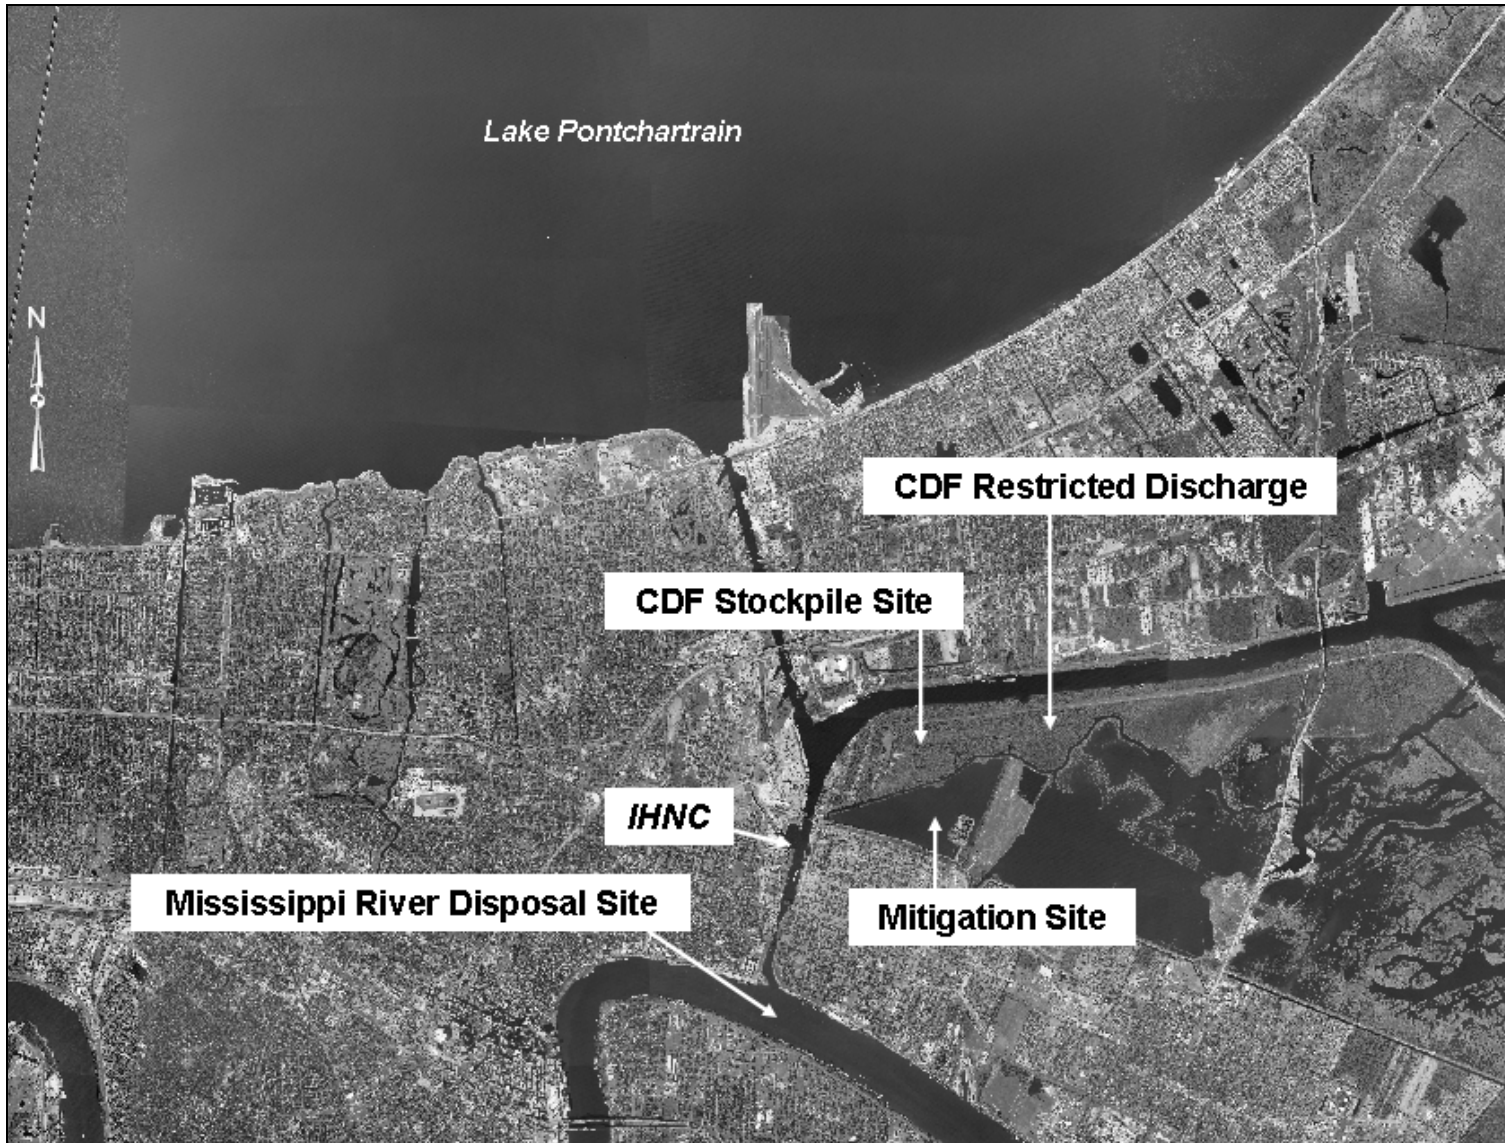 Lake Pontchartrain
N
CDF Restricted Discharge
CDF Stockpile Site
IHNC
Mississippi River Disposal Site
Mitigation Site